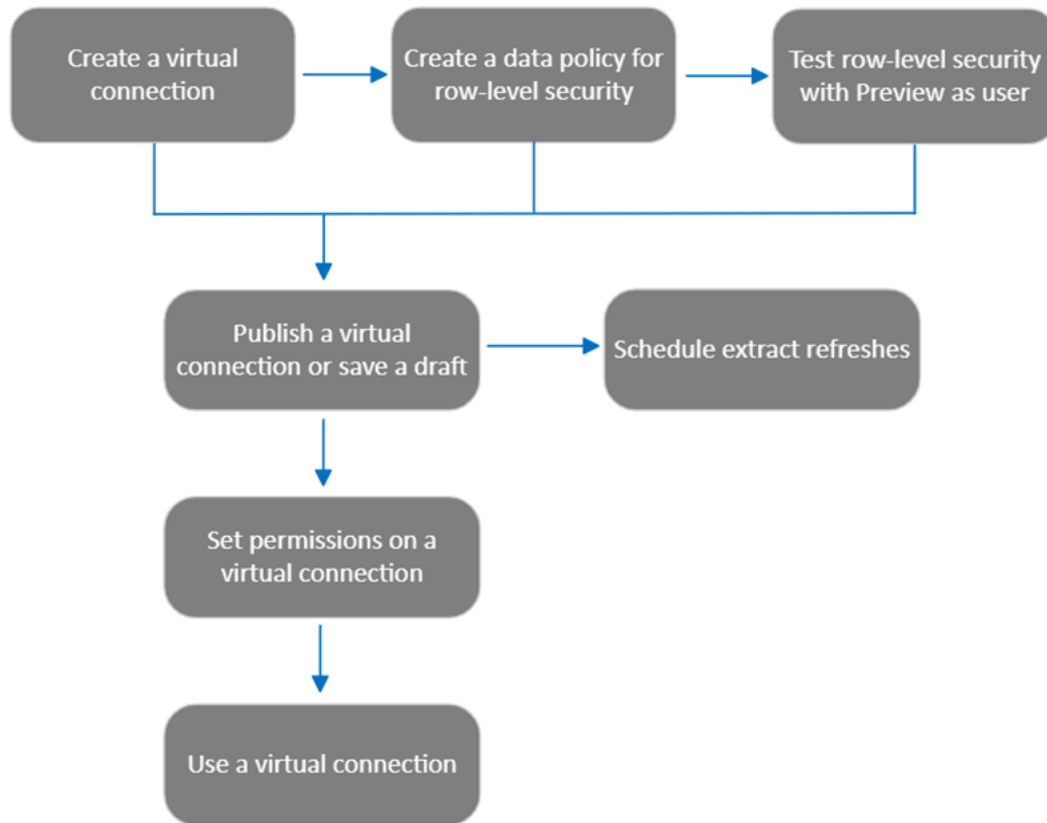 Create a virtual
connection
Create a data policy for
row-level security
Test row-level security
with Preview as user
Publish a virtual
connection or save a draft
Schedule extract refreshes
Set permissions on a
virtual connection
Use a virtual connection